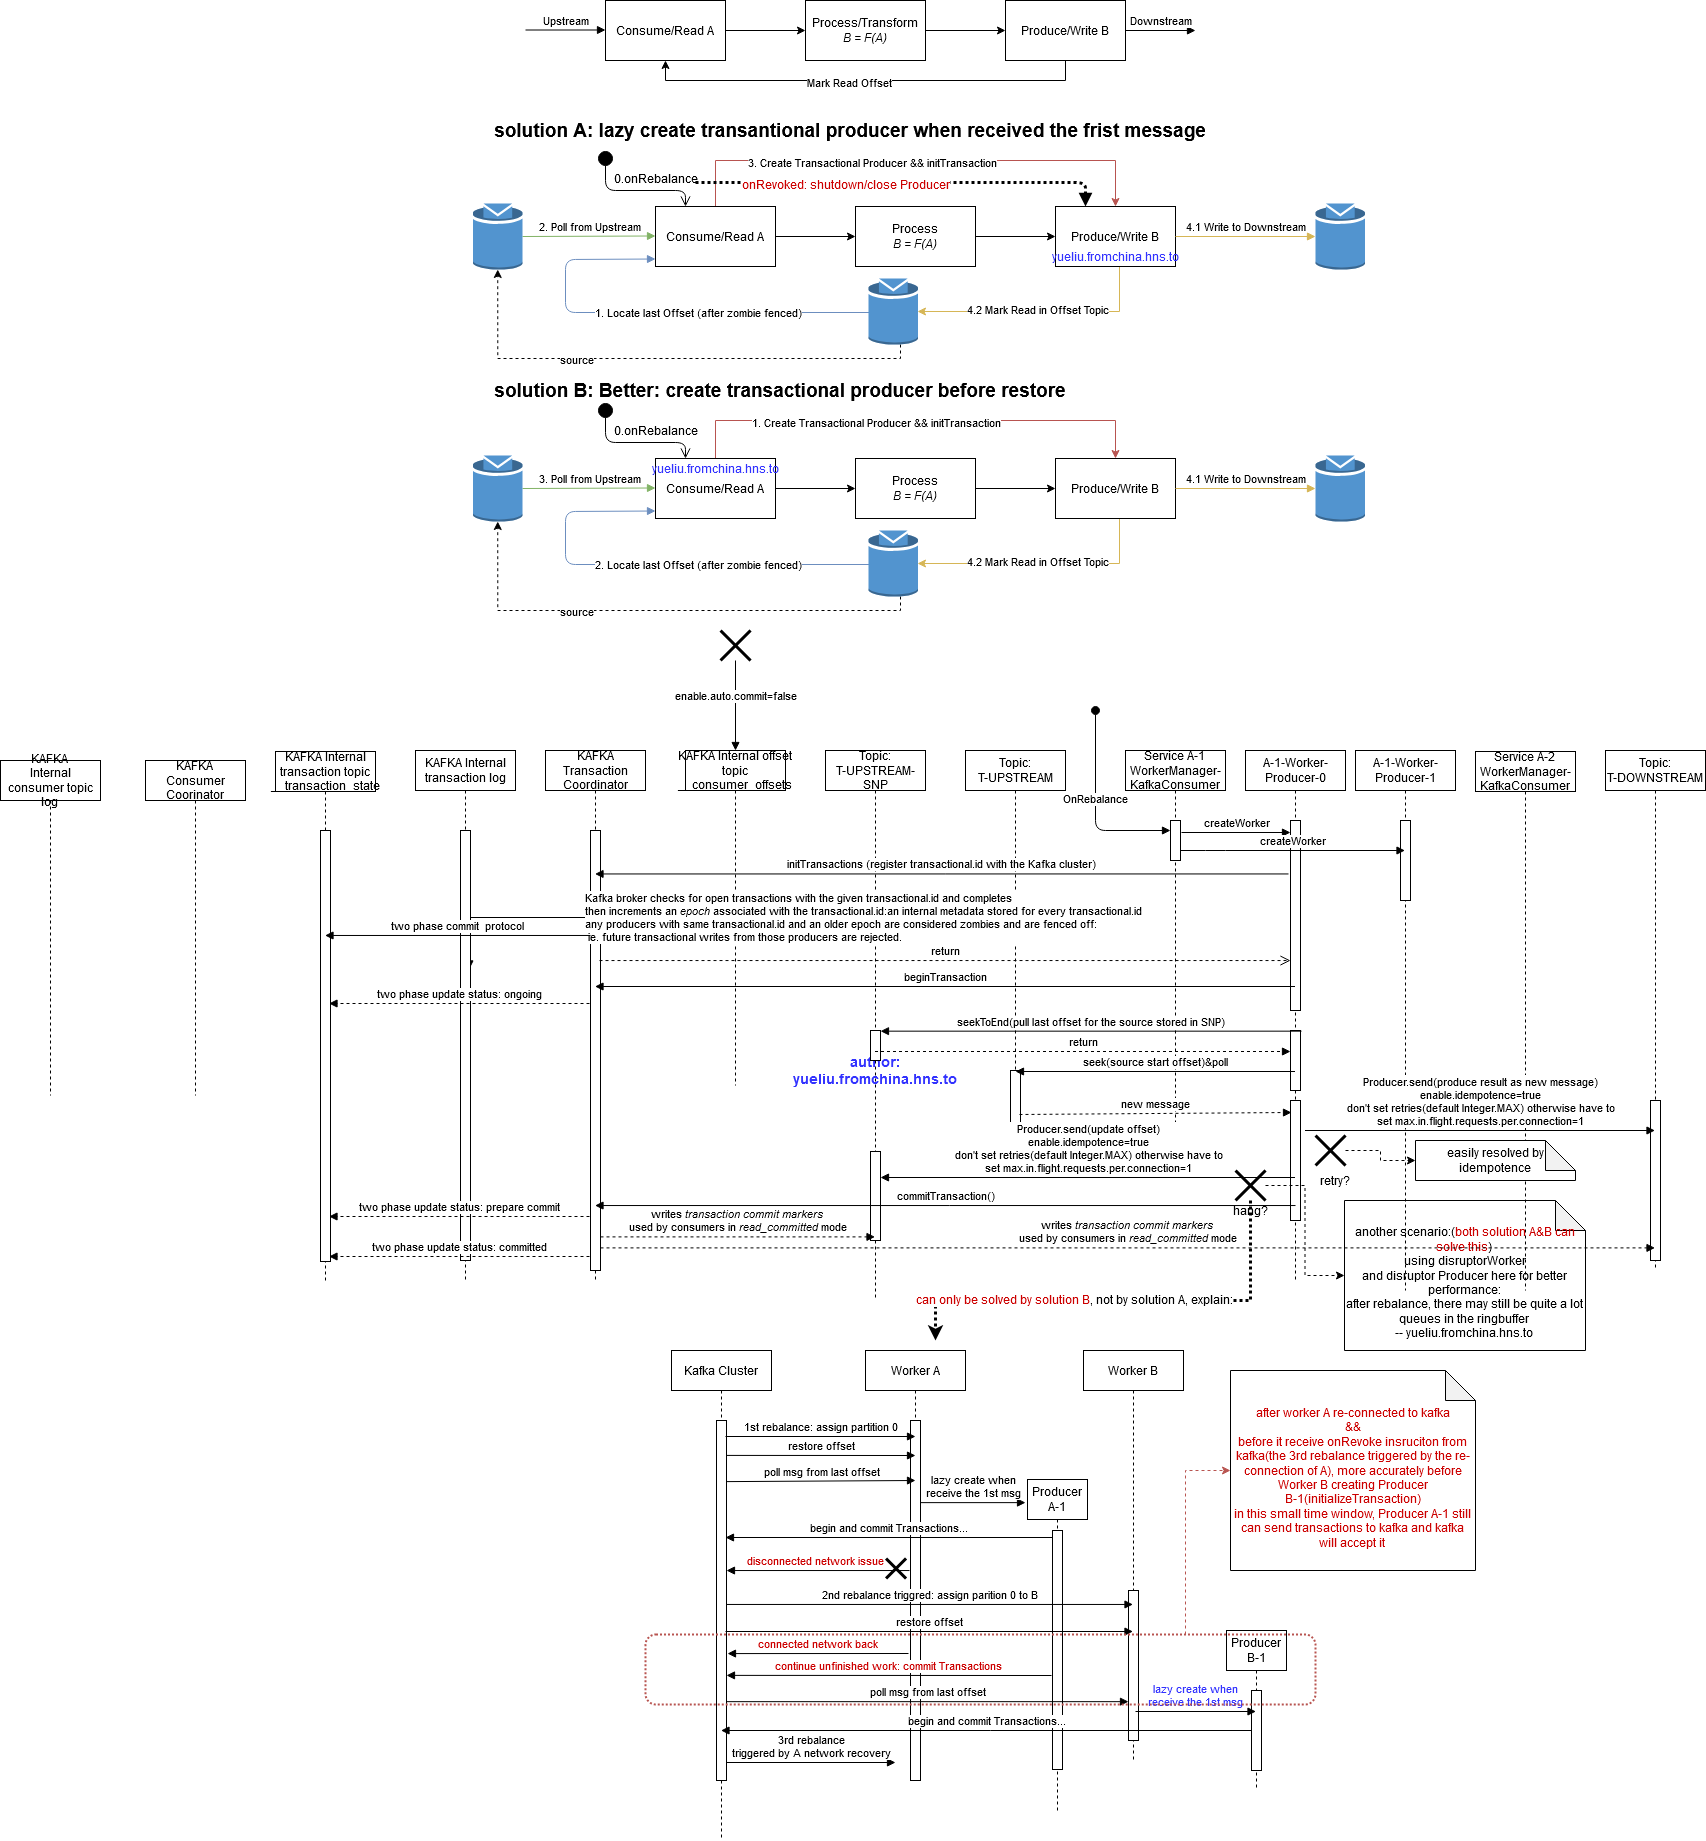 Upstream
Consume/Read A
Process/Transform
B = F(A)
Produce/Write B
Downstream
Mark Read Offset
solution A: lazy create transantional producer when received the frist message
3. Create Transactional Producer && initTransaction
0.onRebalance
onRevoked: shutdown/close Producer
2. Poll from Upstream
Consume/Read A
Process
B = F(A)
Produce/Write B
yueliu.fromchina.hns.to
4.1 Write to Downstream
1. Locate last Offset (after zombie fenced)
4.2 Mark Read in Offset Topic
source
solution B: Better: create transactional producer before restore
1. Create Transactional Producer && initTransaction
0.onRebalance
yueliu.fromchina.hns.to
3. Poll from Upstream
Consume/Read A
Process
B = F(A)
Produce/Write B
4.1 Write to Downstream
2. Locate last Offset (after zombie fenced)
4.2 Mark Read in Offset Topic
source
enable.auto.commit=false
KAFKA
Internal
consumer topic
log
KAFKA
Consumer
Coorinator
KAFKA Internal
transaction topic
__transaction_state
KAFKA Internal
transaction log
KAFKA
Transaction
Coordinator
KAFKA Internal offset
topic
__consumer_offsets
Topic:
T-UPSTREAM-
SNP
Topic:
T-UPSTREAM
Service A-1
WorkerManager-
KafkaConsumer
A-1-Worker-
Producer-0
A-1-Worker-
Producer-1
Service A-2
WorkerManager-
KafkaConsumer
Topic:
T-DOWNSTREAM
OnRebalance
createWorker
createWorker
initTransactions (register transactional.id with the Kafka cluster)
Kafka broker checks for open transactions with the given transactional.id and completes
then increments an epoch associated with the transactional.id:an internal metadata stored for every transactional.id
any producers with same transactional.id and an older epoch are considered zombies and are fenced off:
ie. future transactional writes from those producers are rejected.
two phase commit protocol
return
beginTransaction
two phase update status: ongoing
seekToEnd(pull last offset for the source stored in SNP)
return
author:
yueliu.fromchina.hns.to
seek(source start offset)&poll
new message
Producer.send(produce result as new message)
enable.idempotence=true
don't set retries(default Integer.MAX) otherwise have to
set max.in.flight.requests.per.connection=1
Producer.send(update offset)
enable.idempotence=true
don't set retries(default Integer.MAX) otherwise have to
set max.in.flight.requests.per.connection=1
retry?
easily resolved by
idempotence
commitTransaction()
hang?
two phase update status: prepare commit
writes transaction commit markers
used by consumers in read_committed mode
writes transaction commit markers
used by consumers in read_committed mode
two phase update status: committed
another scenario:(both solution A&B can
solve this)
using disruptorWorker
and disruptor Producer here for better
performance:
after rebalance, there may still be quite a lot
queues in the ringbuffer
-- yueliu.fromchina.hns.to
can only be solved by solution B, not by solution A, explain:
Kafka Cluster
Worker A
Worker B
1st rebalance: assign partition 0
restore offset
poll msg from last offset
lazy create when
receive the 1st msg
Producer
A-1
begin and commit Transactions...
disconnected network issue
2nd rebalance triggred: assign parition 0 to B
restore offset
connected network back
continue unfinished work: commit Transactions
poll msg from last offset
lazy create when
receive the 1st msg
Producer
B-1
begin and commit Transactions...
3rd rebalance
triggered by A network recovery
after worker A re-connected to kafka
&&
before it receive onRevoke insruciton from
kafka(the 3rd rebalance triggered by the re-
connection of A), more accurately before
Worker B creating Producer
B-1(initializeTransaction)
in this small time window, Producer A-1 still
can send transactions to kafka and kafka
will accept it